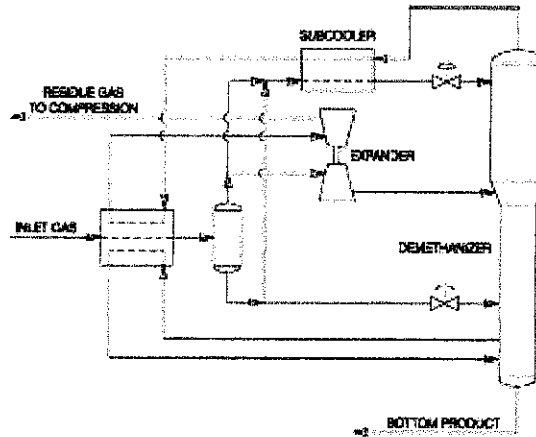 SUBCOOLER
RESIDUE GAS
TO COMPRESSION
EXPANDER
INLET GAS
DEMETHANIZER
BOTTOM PRODUCT